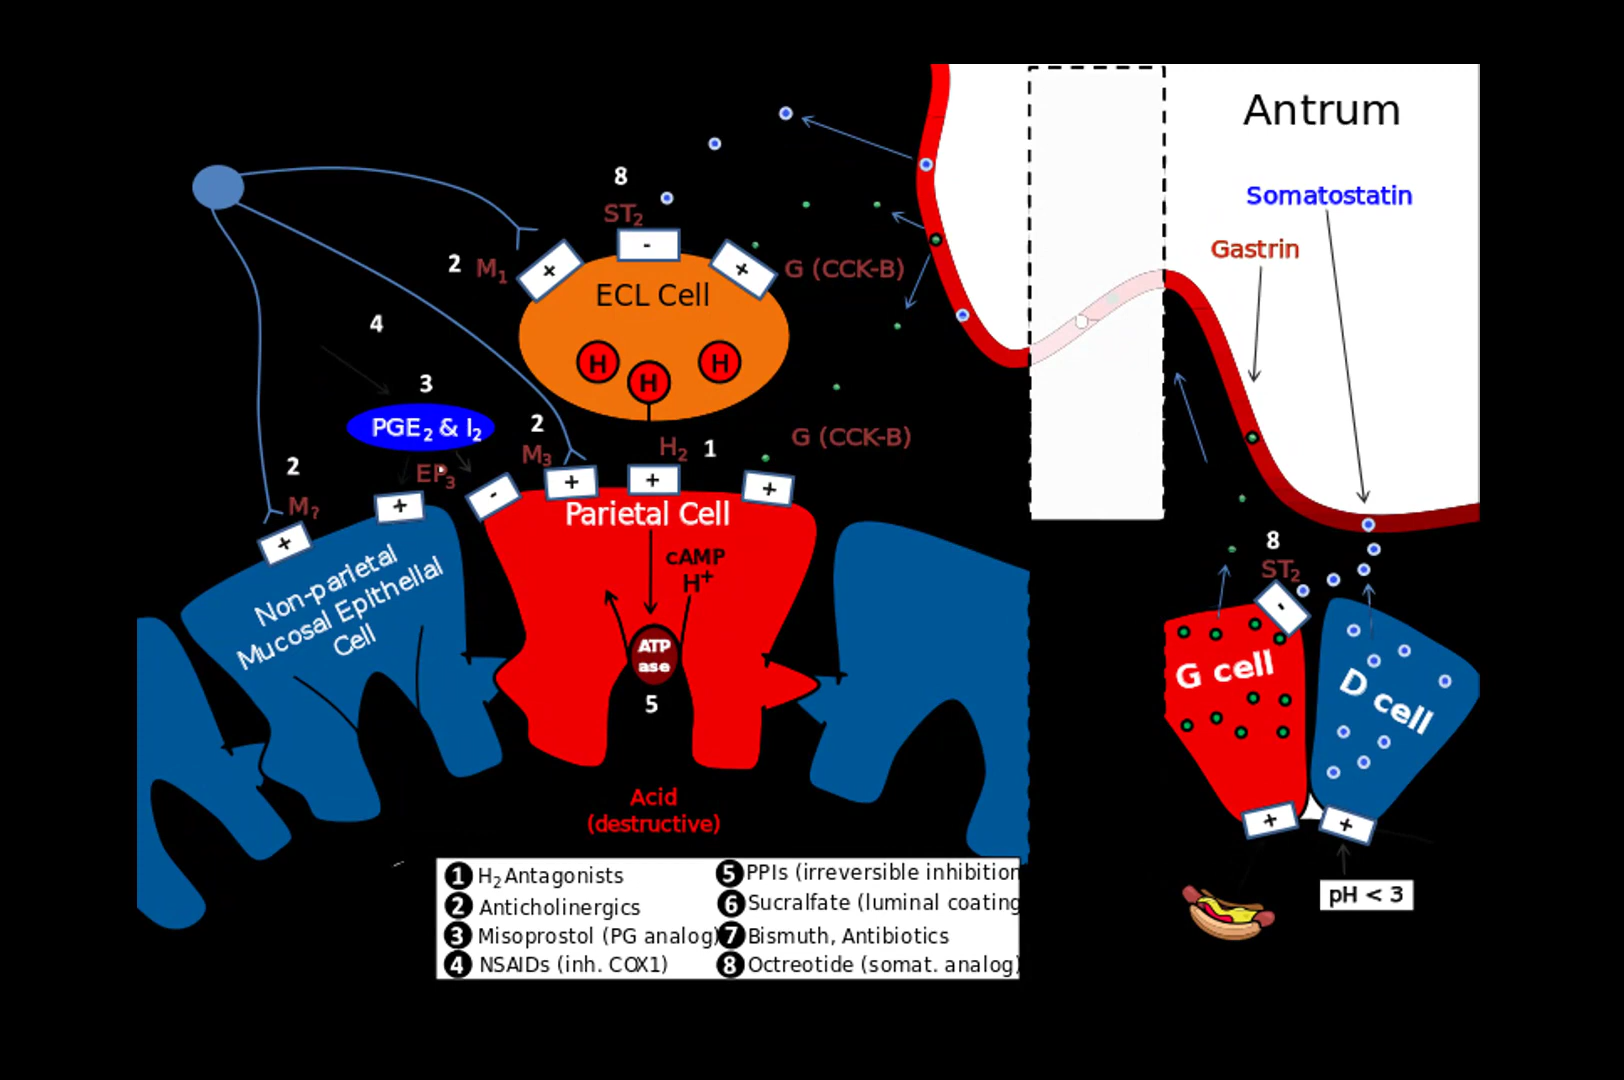 Antrum
Somatostatin
Gastrin
8
ST2
-
2
M1
+
+
G (CCK-B)
ECL Cell
H
H
H
4
3
PGE2 & I2
EP3
2
M3
H2
1
G (CCK-B)
2
M?
+
+
-
+
+
+
Parietal Cell
cAMP
H+
ATP
ase
5
Non-parietal
Mucosal Epithellal
Cell
8
ST2
-
G cell
D cell
+
+
pH < 3
Acid
(destructive)
1 H2Antagonists
2 Anticholinergics
3 Misoprostol (PG analog)
4 NSAIDs (inh. COX1)
5 PPIs (irreversible inhibition
6 Sucralfate (luminal coating
7 Bismuth, Antibiotics
8 Octreotide (somat. analog)